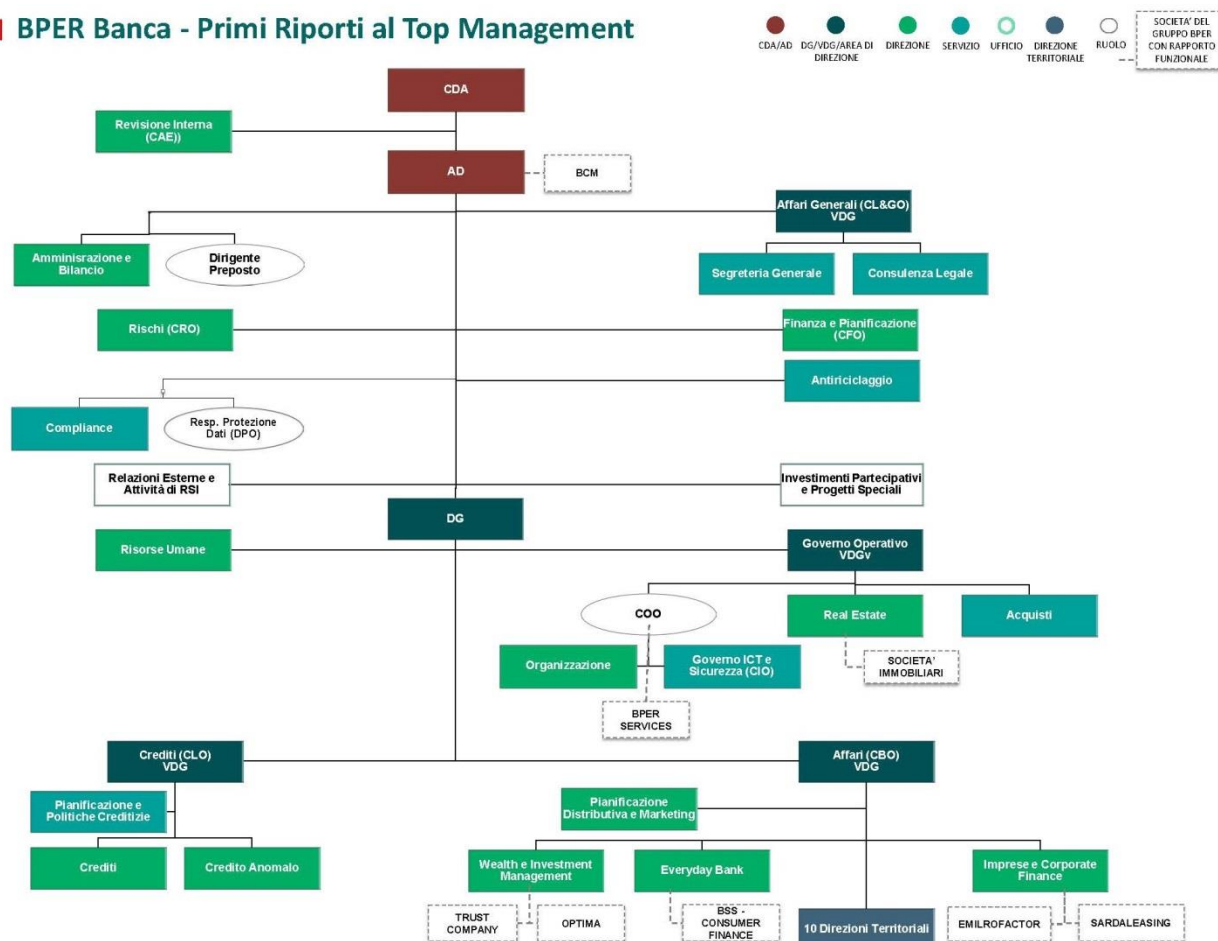 BPER Banca - Primi Riporti al Top Management
CDA/AD
DG/VDG/AREA DI
DIREZIONE
DIREZIONE
SERVIZIO
UFFICIO
DIREZIONE
TERRITORIALE
RUOLO
SOCIETA' DEL
GRUPPO BPER
CON RAPPORTO
FUNZIONALE
CDA
Revisione Interna
(CAE))
AD
BCM
Affari Generali (CL&GO)
VDG
Amminisrazione e
Bilancio
Dirigente
Preposto
Segreteria Generale
Consulenza Legale
Rischi (CRO)
Finanza e Pianificazione
(CFO)
Antiriciclaggio
Compliance
Resp. Protezione
Dati (DPO)
Relazioni Esterne e
Attività di RSI
Investimenti Partecipativi
e Progetti Speciali
DG
Risorse Umane
Governo Operativo
VDGv
COO
Real Estate
Acquisti
Organizzazione
Governo ICT e
Sicurezza (CIO)
SOCIETA'
IMMOBILIARI
BPER
SERVICES
Crediti (CLO)
VDG
Affari (CBO)
VDG
Pianificazione e
Politiche Creditizie
Pianificazione
Distributiva e Marketing
Crediti
Credito Anomalo
Wealth e Investment
Management
Everyday Bank
Imprese e Corporate
Finance
TRUST
COMPANY
OPTIMA
BSS -
CONSUMER
FINANCE
10 Direzioni Territoriali
EMILROFACTOR
SARDALEASING